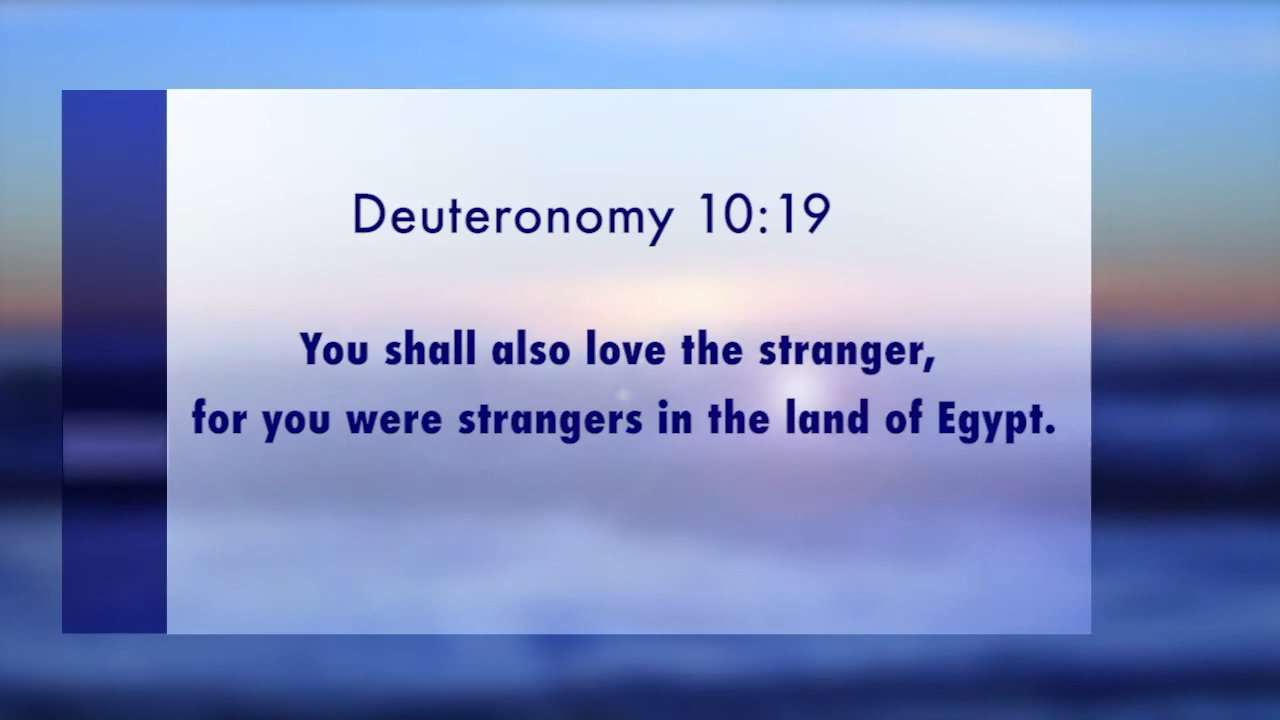 Deuteronomy 10:19
You shall also love the stranger,
for you were strangers in the land of Egypt.